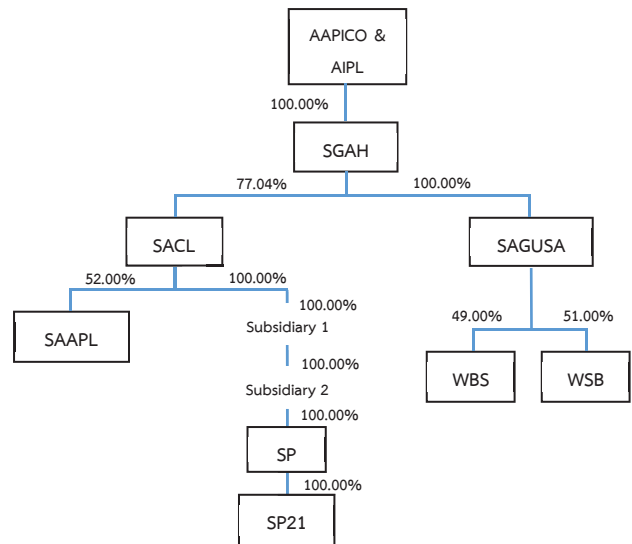 AAPICO &
AIPL
100.00%
SGAH
77.04%
100.00%
SACL
SAGUSA
52.00%
100.00%
100.00%
49.00%
51.00%
SAAPL
Subsidiary 1
WBS
WSB
100.00%
Subsidiary 2
100.00%
SP
100.00%
SP21